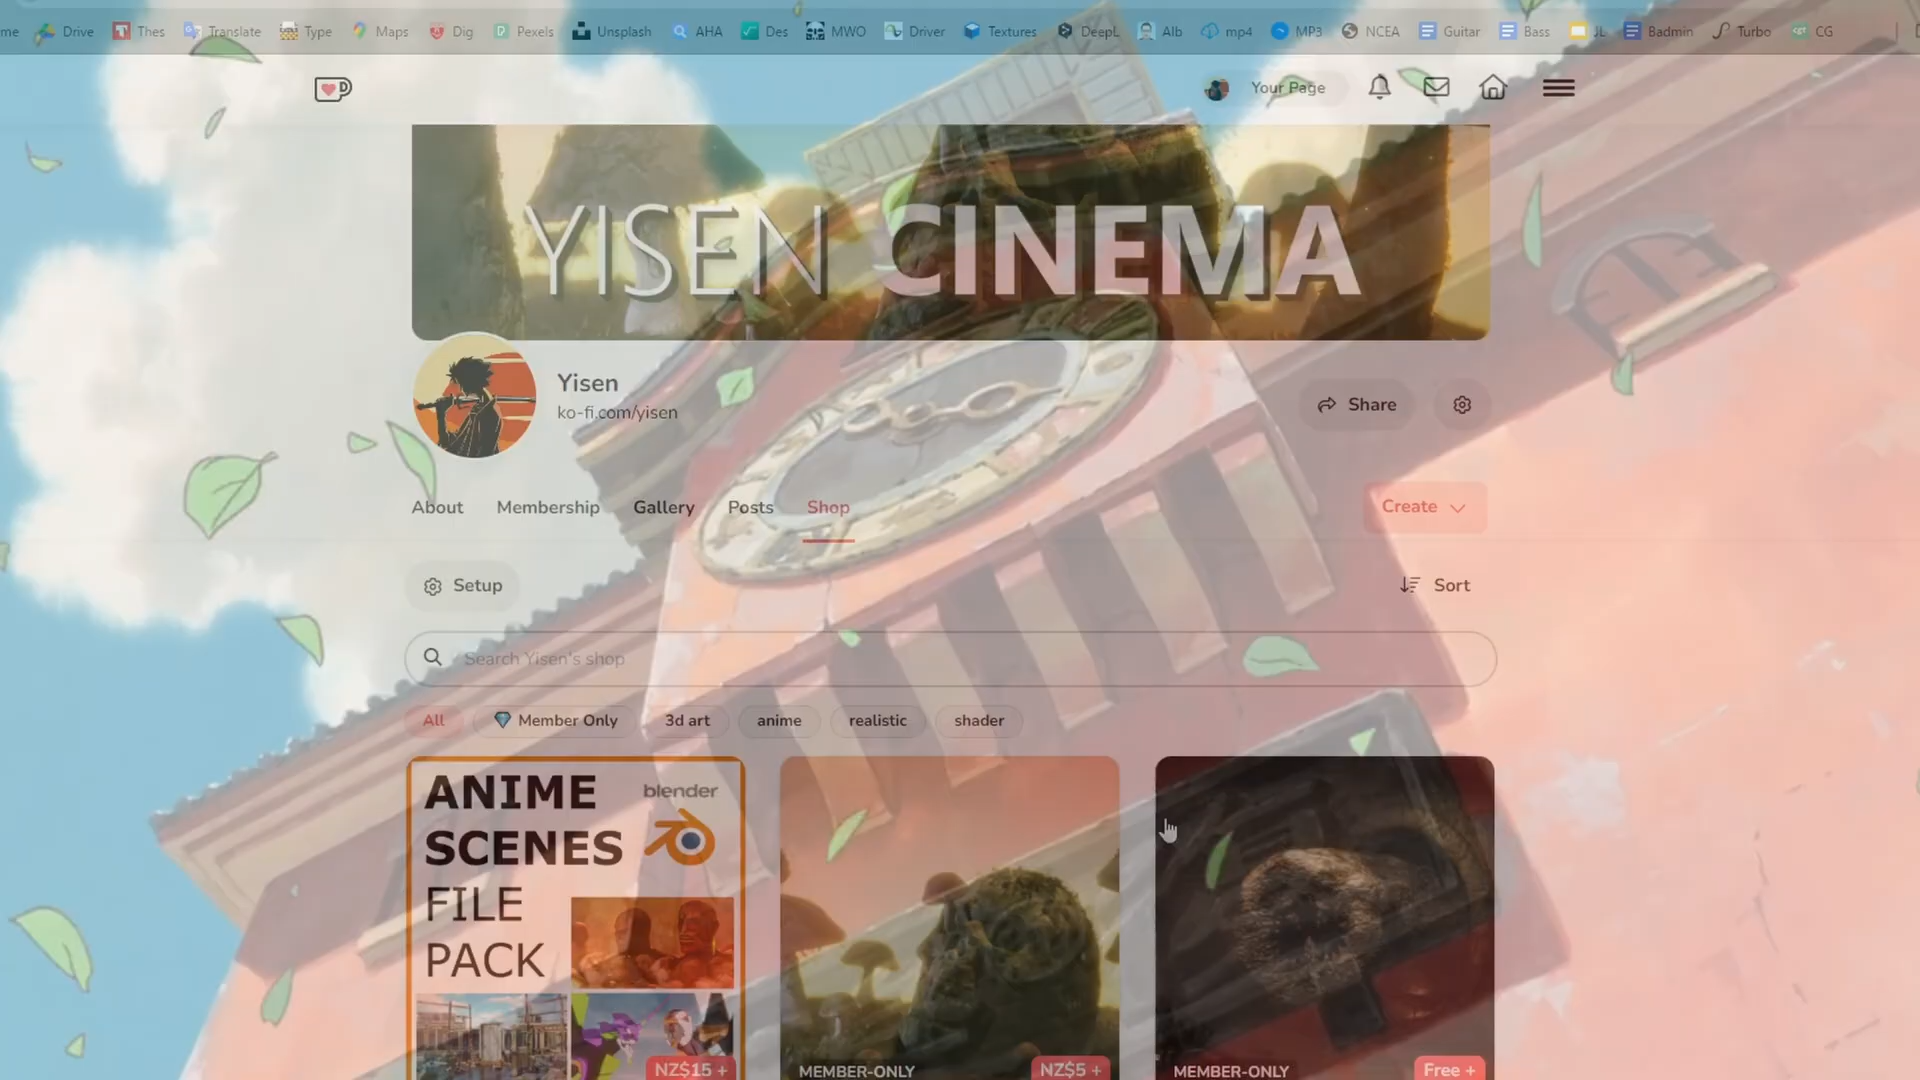 me Drive Thes Translate Type Maps Dig Pexels Unsplash AHA Des MWO Driver Textures DeepL Alb mp4 MP3 NCEA Guitar Bass JL Badmin Turbo CG
Your Page
YISEN CINEMA
Yisen
ko-fi.com/yisen
Share
About Membership Gallery Posts Shop
Create
Setup
Sort
Search Yisen's shop
All Member Only 3d art anime realistic shader
ANIME
SCENES
FILE
PACK
blender
NZ$15 +
MEMBER-ONLY
NZ$5 +
MEMBER-ONLY
Free +